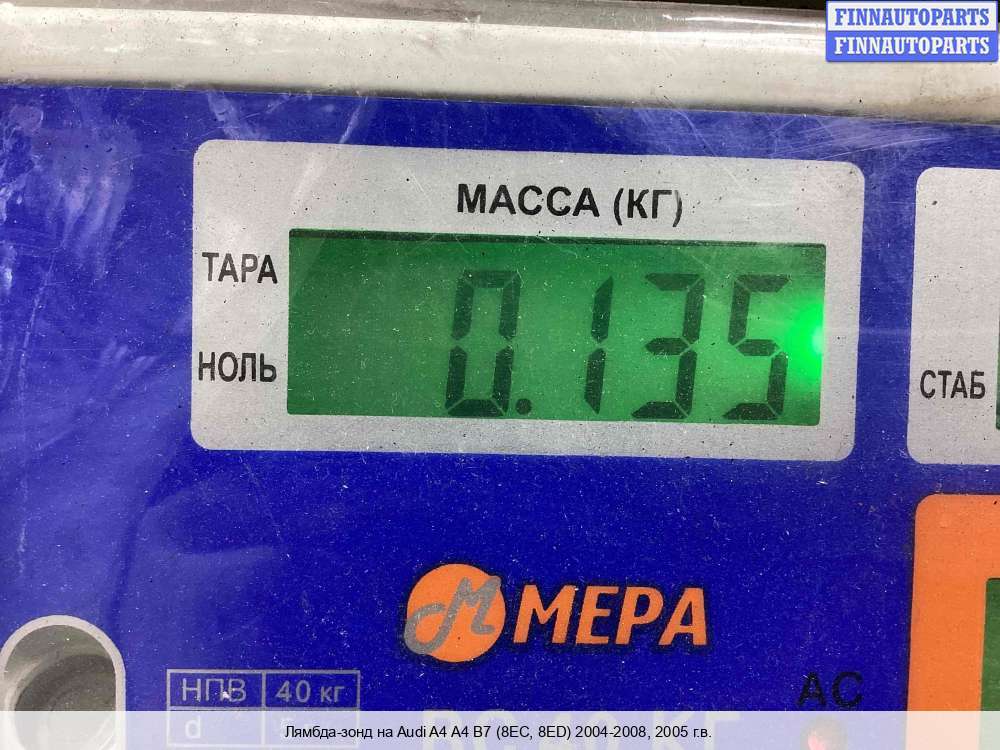 FINNAUTOPARTS
FINNAUTOPARTS
МАССА (КГ)
ТАРА
0.135
НОЛЬ
СТАБ
МЕРА
НПВ 40 кг
AC
d
Лямбда-зонд на Audi A4 A4 B7 (8EC, 8ED) 2004-2008, 2005 г.в.